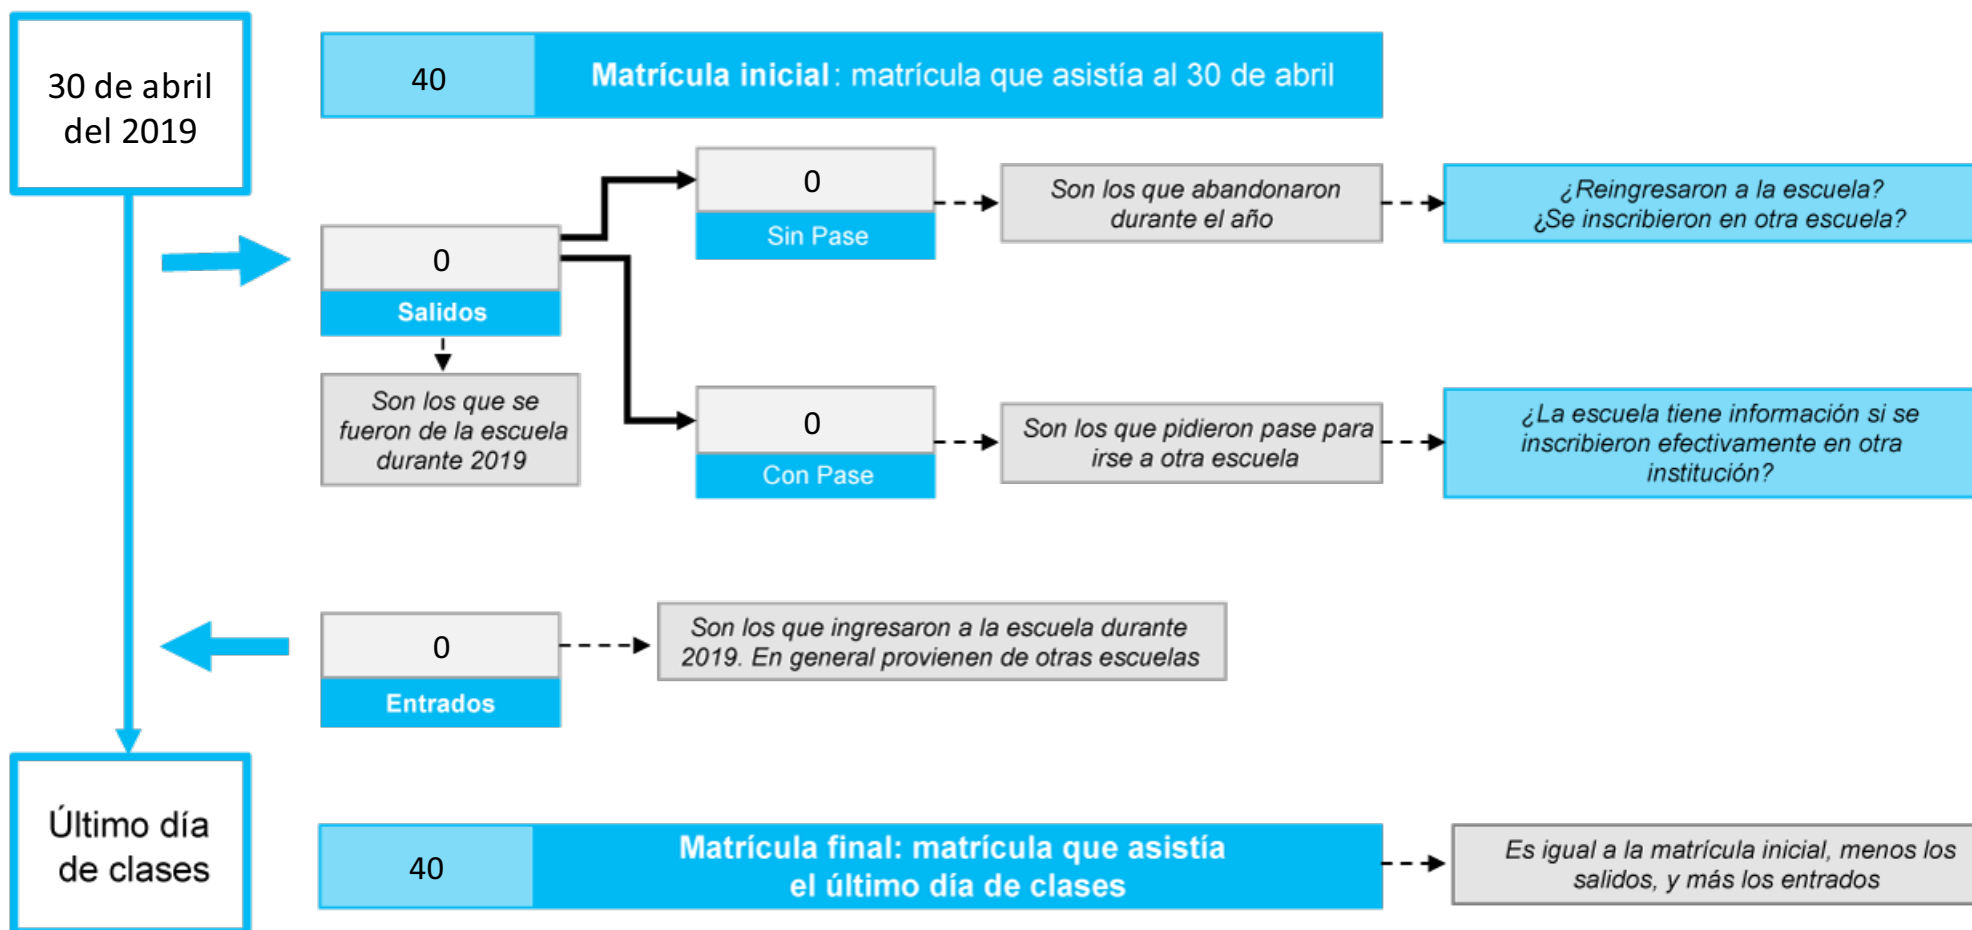 30 de abril
del 2019
40
Matrícula inicial: matrícula que asistía al 30 de abril
0
Sin Pase
Son los que abandonaron
durante el año
¿Reingresaron a la escuela?
¿Se inscribieron en otra escuela?
0
Salidos
Son los que se
fueron de la escuela
durante 2019
0
Con Pase
Son los que pidieron pase para
irse a otra escuela
¿La escuela tiene información si se
inscribieron efectivamente en otra
institución?
0
Entrados
Son los que ingresaron a la escuela durante
2019. En general provienen de otras escuelas
Último día
de clases
40
Matrícula final: matrícula que asistía
el último día de clases
Es igual a la matrícula inicial, menos los
salidos, y más los entrados